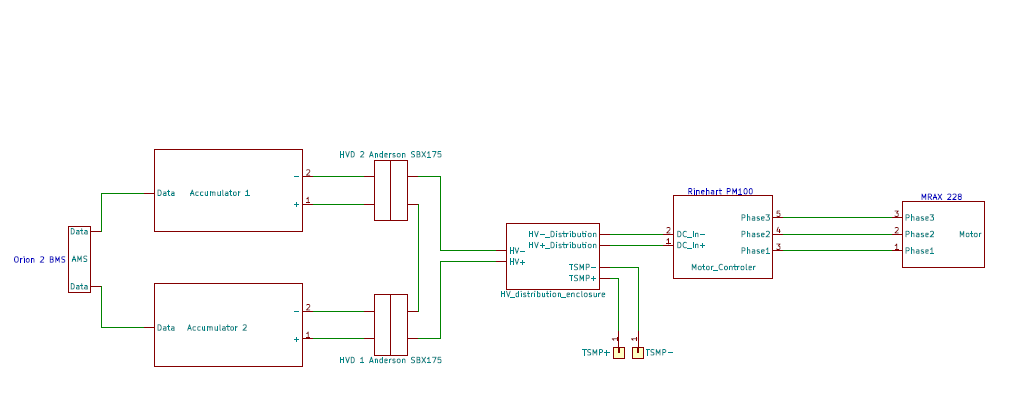 HVD 2 Anderson SBX175
Accumulator 1
Data
−
2
+
1
Orion 2 BMS
Data
AMS
Data
Accumulator 2
Data
−
2
+
1
HVD 1 Anderson SBX175
HV−_Distribution
HV+_Distribution
HV−
HV+
TSMP−
TSMP+
HV_distribution_enclosure
1
1
TSMP+
TSMP−
Rinehart PM100
2
DC_In−
1
DC_In+
Phase3
5
Phase2
4
Phase1
3
Motor_Controler
MRAX 228
3
Phase3
2
Phase2
Motor
1
Phase1